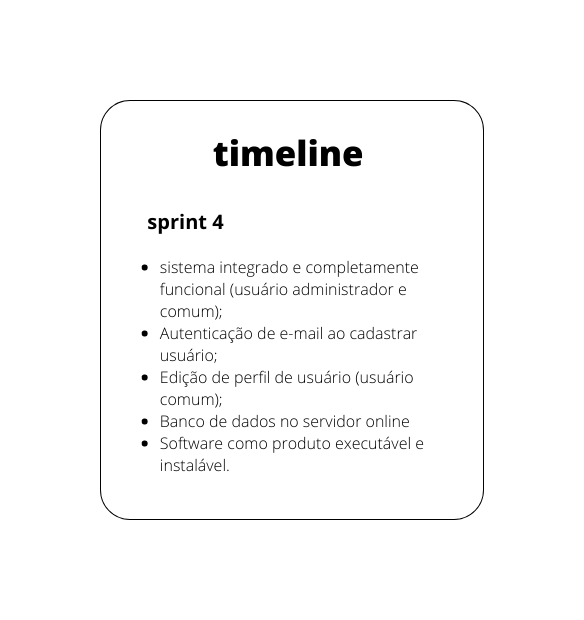 timeline
sprint 4
sistema integrado e completamente
funcional (usuário administrador e
comum);
Autenticação de e-mail ao cadastrar
usuário;
Edição de perfil de usuário (usuário
comum);
Banco de dados no servidor online
Software como produto executável e
instalável.